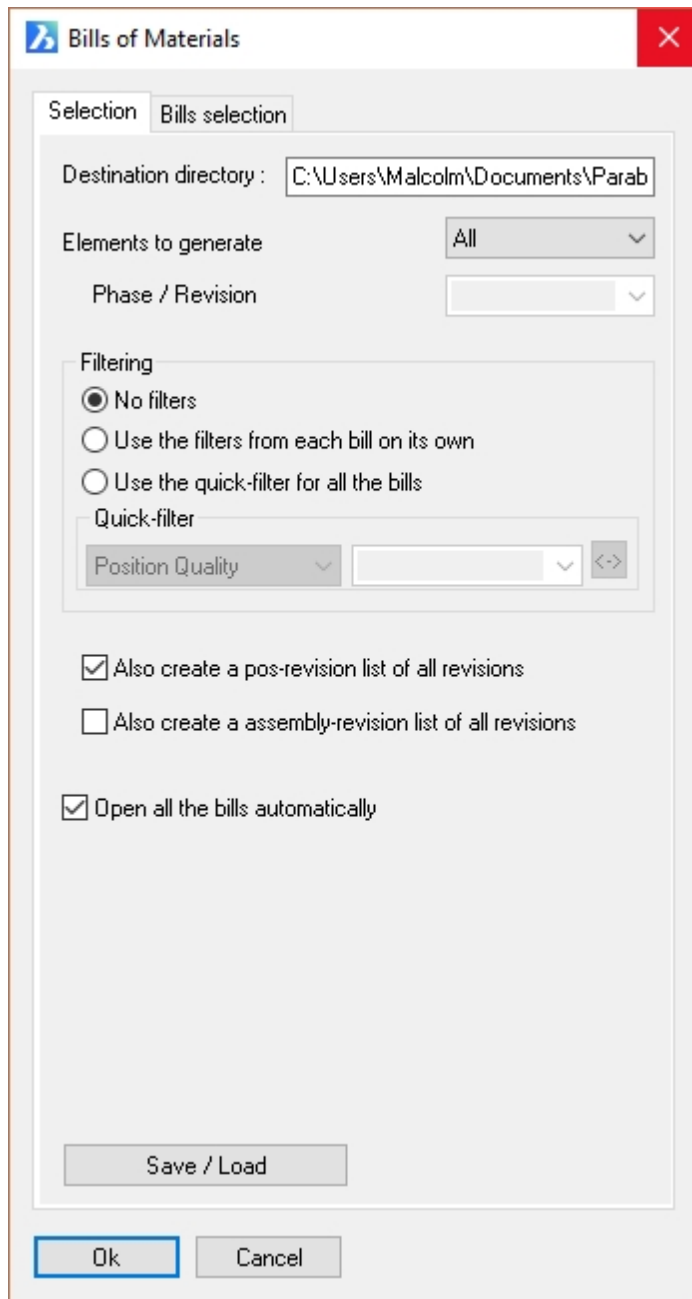 Bills of Materials
Selection Bills selection
Destination directory : C:\Users\Malcolm\Documents\Parab
Elements to generate All
Phase / Revision
Filtering
No filters
Use the filters from each bill on its own
Use the quick-filter for all the bills
Quick-filter
Position Quality <->
Also create a pos-revision list of all revisions
Also create a assembly-revision list of all revisions
Open all the bills automatically
Save / Load
Ok Cancel